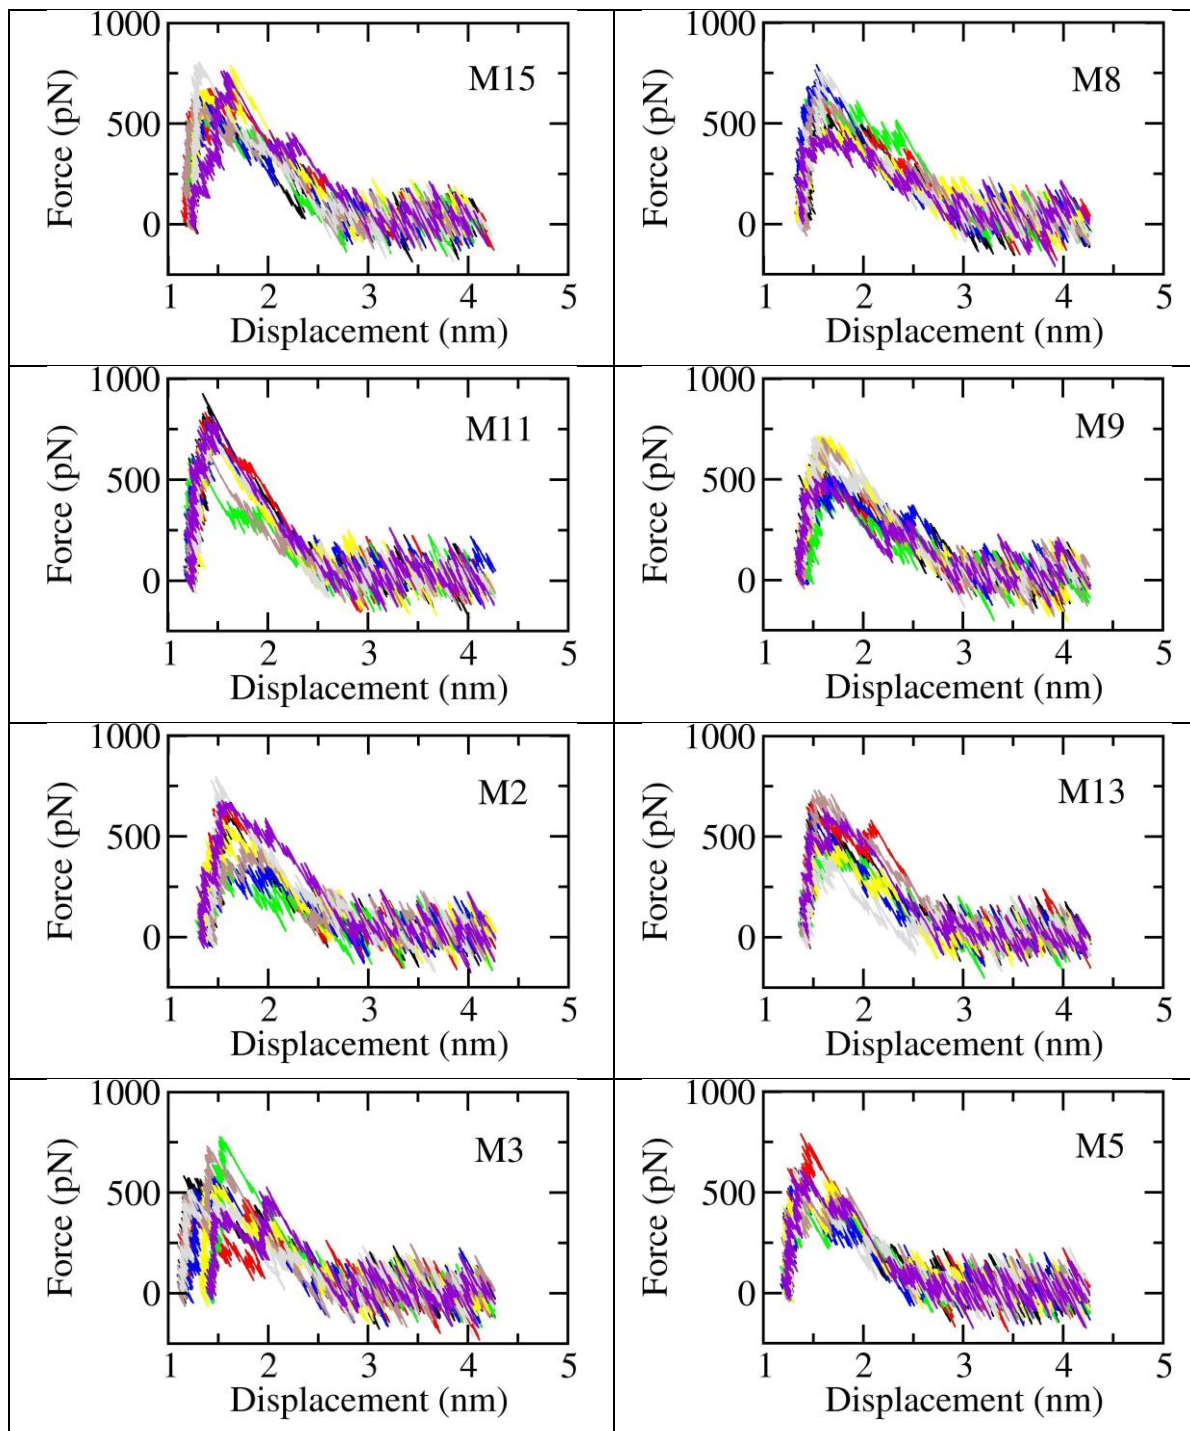 1000
500
0
Force (pN)
M15
1 2 3 4 5
Displacement (nm)
1000
500
0
Force (pN)
M8
1 2 3 4 5
Displacement (nm)
1000
500
0
Force (pN)
M11
1 2 3 4 5
Displacement (nm)
1000
500
0
Force (pN)
M9
1 2 3 4 5
Displacement (nm)
1000
500
0
Force (pN)
M2
1 2 3 4 5
Displacement (nm)
1000
500
0
Force (pN)
M13
1 2 3 4 5
Displacement (nm)
1000
500
0
Force (pN)
M3
1 2 3 4 5
Displacement (nm)
1000
500
0
Force (pN)
M5
1 2 3 4 5
Displacement (nm)